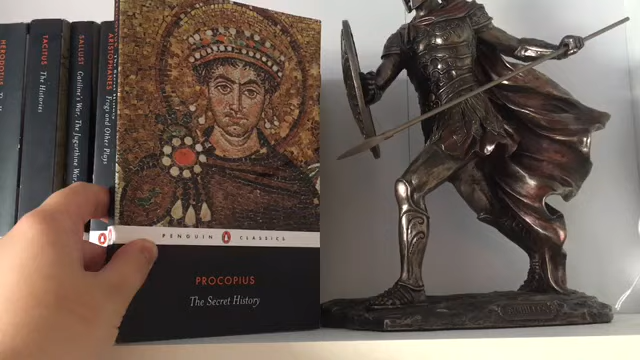 HERODOTUS
TACITUS
The Histories
SALLUST
Catiline's War, The Jugurthine War
ARISTOPHANES
Frogs and Other Plays
PENGUIN CLASSICS
PROCOPIUS
The Secret History